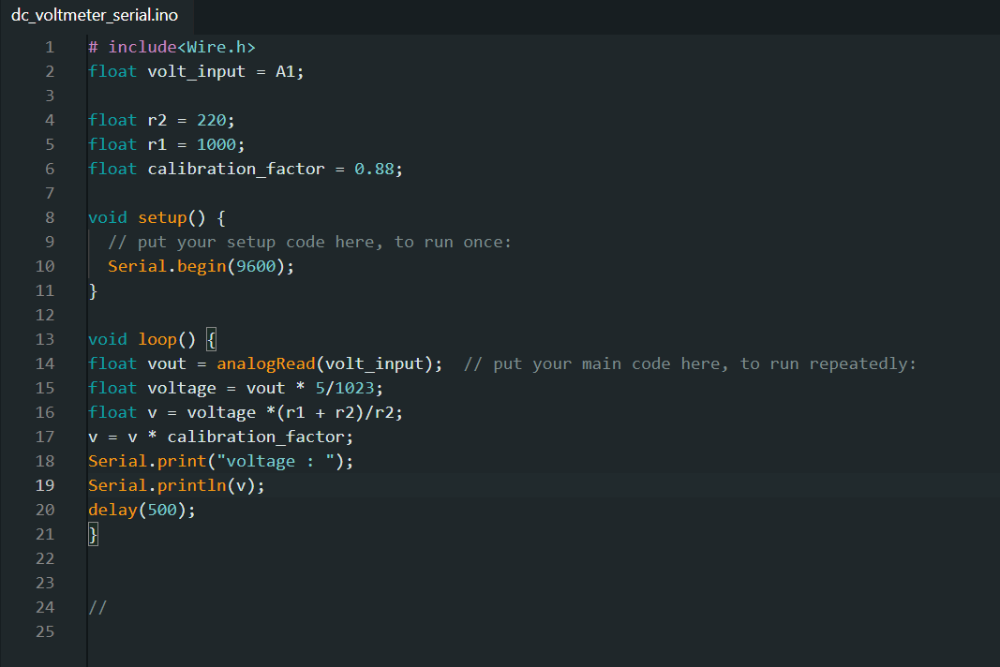 dc_voltmeter_serial.ino
1 # include<Wire.h>
2 float volt_input = A1;
3
4 float r2 = 220;
5 float r1 = 1000;
6 float calibration_factor = 0.88;
7
8 void setup() {
9   // put your setup code here, to run once:
10   Serial.begin(9600);
11 }
12
13 void loop() {
14 float vout = analogRead(volt_input);  // put your main code here, to run repeatedly:
15 float voltage = vout * 5/1023;
16 float v = voltage *(r1 + r2)/r2;
17 v = v * calibration_factor;
18 Serial.print("voltage : ");
19 Serial.println(v);
20 delay(500);
21 }
22
23
24 //
25